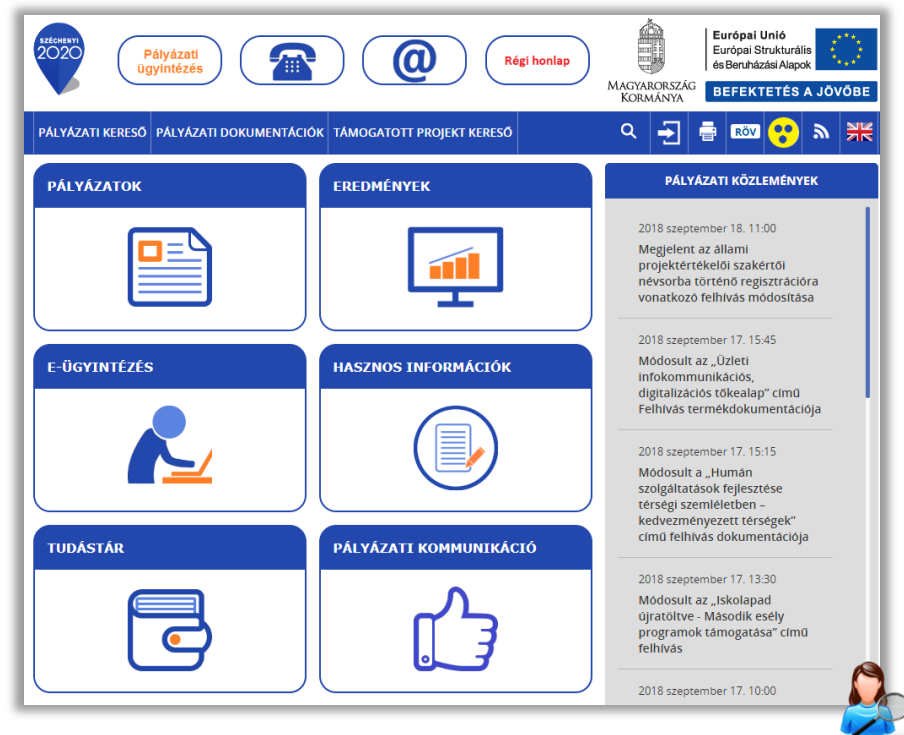 SZÉCHENYI
2020
Pályázati
ügyintézés
@
Régi honlap
MAGYARORSZÁG
KORMÁNYA
Európai Unió
Európai Strukturális
és Beruházási Alapok
BEFEKTETÉS A JÖVŐBE
PÁLYÁZATI KERESŐ PÁLYÁZATI DOKUMENTÁCIÓK TÁMOGATOTT PROJEKT KERESŐ
RÖV
PÁLYÁZATOK
EREDMÉNYEK
E-ÜGYINTÉZÉS
HASZNOS INFORMÁCIÓK
TUDÁSTÁR
PÁLYÁZATI KOMMUNIKÁCIÓ
PÁLYÁZATI KÖZLEMÉNYEK
2018 szeptember 18. 11:00
Megjelent az állami
projektértékelői szakértői
névsorba történő regisztrációra
vonatkozó felhívás módosítása
2018 szeptember 17. 15:45
Módosult az „Üzleti
infokommunikációs,
digitalizációs tőkealap” című
Felhívás termékdokumentációja
2018 szeptember 17. 15:15
Módosult a „Humán
szolgáltatások fejlesztése
térségi szemléletben –
kedvezményezett térségek”
című felhívás dokumentációja
2018 szeptember 17. 13:30
Módosult az „Iskolapad
újratöltve - Második esély
programok támogatása” című
felhívás
2018 szeptember 17. 10:00